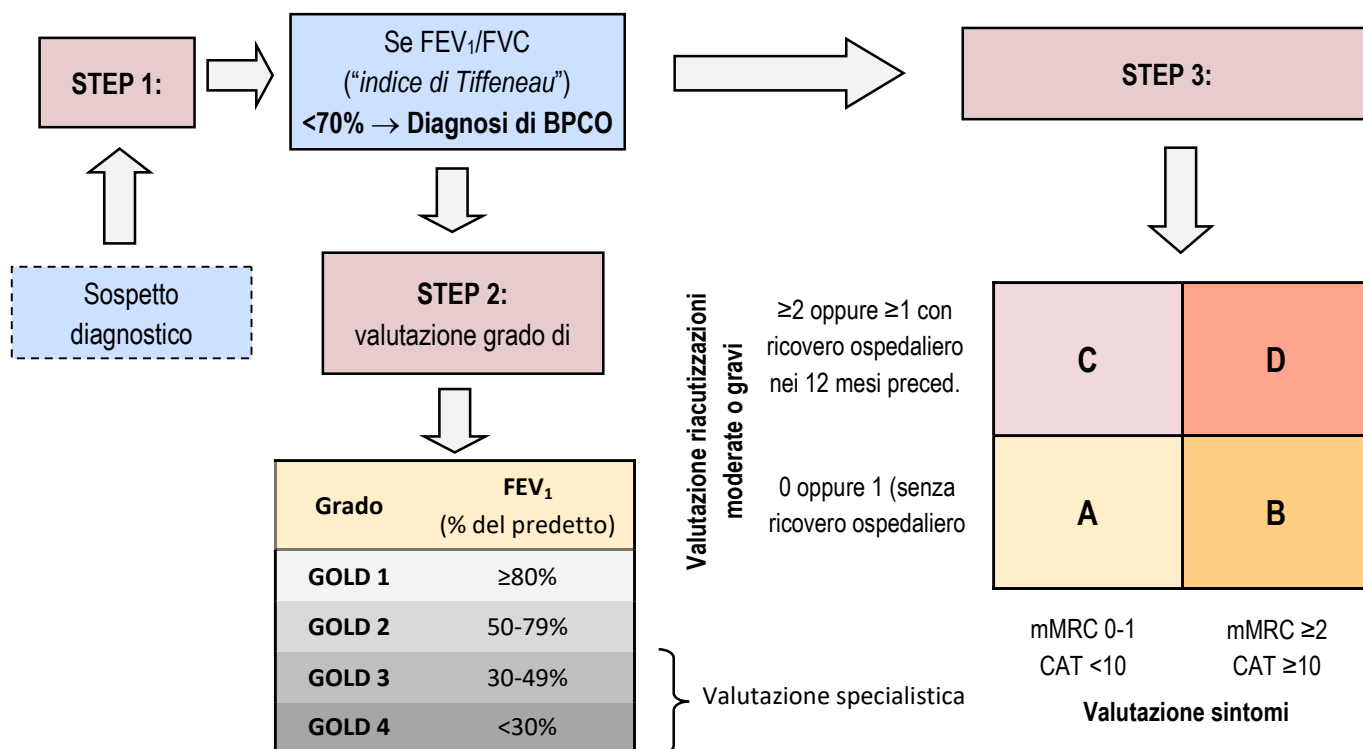 STEP 1:
Se FEV₁/FVC
(“indice di Tiffeneau”)
<70% → Diagnosi di BPCO
STEP 3:
Sospetto
diagnostico
STEP 2:
valutazione grado di
Grado
FEV₁
(% del predetto)
GOLD 1
≥80%
GOLD 2
50-79%
GOLD 3
30-49%
GOLD 4
<30%
Valutazione specialistica
Valutazione riacutizzazioni
moderate o gravi
≥2 oppure ≥1 con
ricovero ospedaliero
nei 12 mesi preced.
0 oppure 1 (senza
ricovero ospedaliero
C
D
A
B
mMRC 0-1
CAT <10
mMRC ≥2
CAT ≥10
Valutazione sintomi